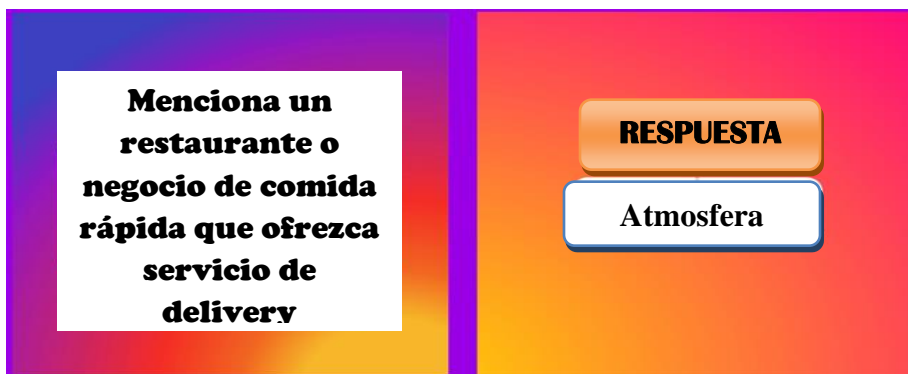 Menciona un
restaurante o
negocio de comida
rápida que ofrezca
servicio de
delivery
RESPUESTA
Atmosfera